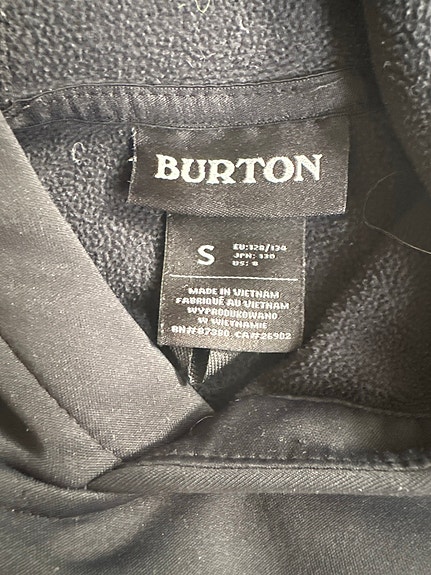 BURTON
S
EU: 128/134
JPN: 130
US: 8
MADE IN VIETNAM
FABRIQUÉ AU VIETNAM
WYPRODUKOWANO
W WIETNAMIE
RN#87380 CA#26982